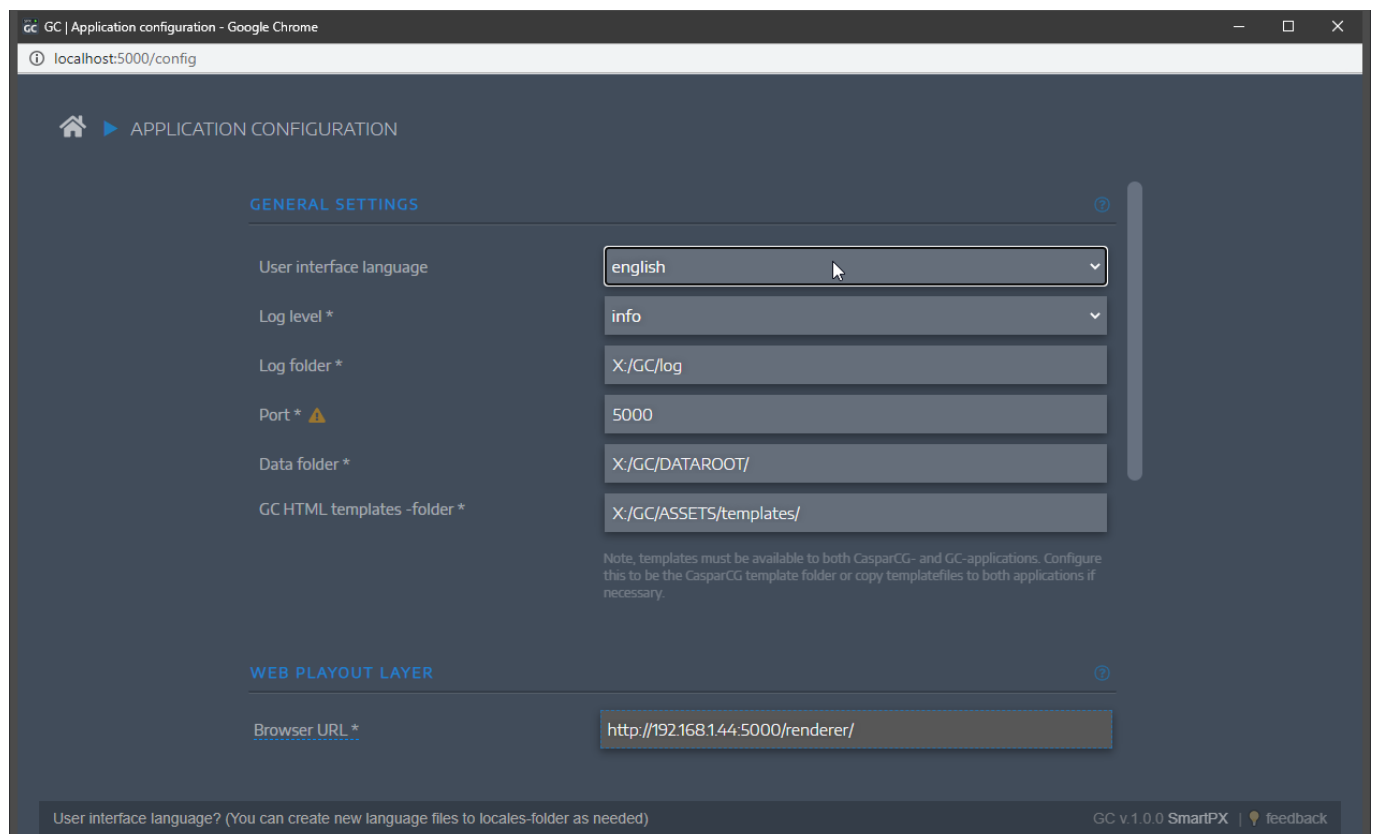 GC GC | Application configuration - Google Chrome
localhost:5000/config
APPLICATION CONFIGURATION
GENERAL SETTINGS
User interface language english
Log level * info
Log folder * X:/GC/log
Port * 5000
Data folder * X:/GC/DATAROOT/
GC HTML templates -folder * X:/GC/ASSETS/templates/
Note, templates must be available to both CasparCG- and GC-applications. Configure
this to be the CasparCG template folder or copy templatefiles to both applications if
necessary.
WEB PLAYOUT LAYER
Browser URL * http://192.168.1.44:5000/renderer/
User interface language? (You can create new language files to locales-folder as needed) GC v.1.0.0 SmartPX | feedback